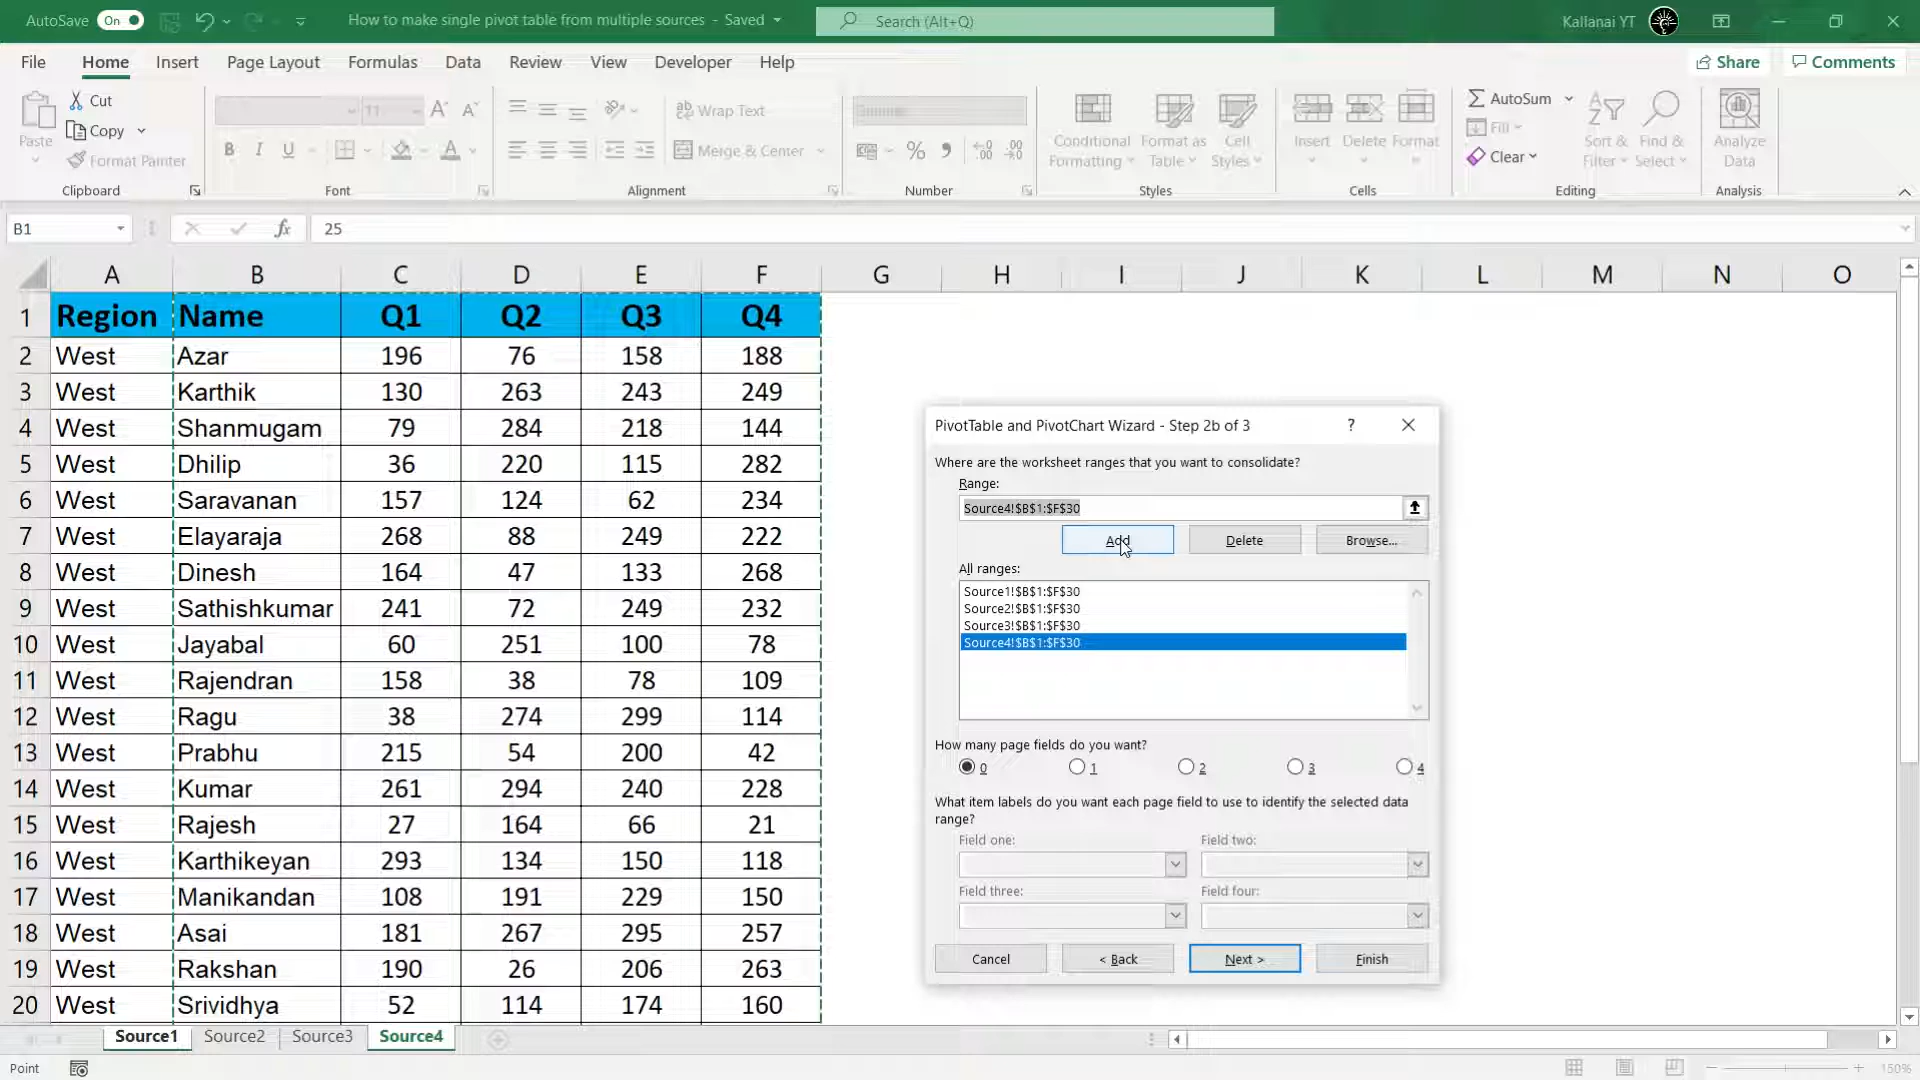 AutoSave On How to make single pivot table from multiple sources - Saved Search (Alt+Q) Kallanai YT
File Home Insert Page Layout Formulas Data Review View Developer Help Share Comments
Paste Cut 11 Wrap Text Conditional Formatting Format as Table Cell Styles Insert Delete Format AutoSum Sort & Filter Find & Select Analyze Data
Copy Fill
Format Painter B I U A Merge & Center % Clear
Clipboard Font Alignment Number Styles Cells Editing Analysis
B1 fx 25
A B C D E F G H I J K L M N O
1 Region Name Q1 Q2 Q3 Q4
2 West Azar 196 76 158 188
3 West Karthik 130 263 243 249
4 West Shanmugam 79 284 218 144
5 West Dhilip 36 220 115 282
6 West Saravanan 157 124 62 234
7 West Elayaraja 268 88 249 222
8 West Dinesh 164 47 133 268
9 West Sathishkumar 241 72 249 232
10 West Jayabal 60 251 100 78
11 West Rajendran 158 38 78 109
12 West Ragu 38 274 299 114
13 West Prabhu 215 54 200 42
14 West Kumar 261 294 240 228
15 West Rajesh 27 164 66 21
16 West Karthikeyan 293 134 150 118
17 West Manikandan 108 191 229 150
18 West Asai 181 267 295 257
19 West Rakshan 190 26 206 263
20 West Srividhya 52 114 174 160
PivotTable and PivotChart Wizard - Step 2b of 3 ?
Where are the worksheet ranges that you want to consolidate?
Range:
Source4!$B$1:$F$30
Add Delete Browse...
All ranges:
Source1!$B$1:$F$30
Source2!$B$1:$F$30
Source3!$B$1:$F$30
Source4!$B$1:$F$30
How many page fields do you want?
0 1 2 3 4
What item labels do you want each page field to use to identify the selected data
range?
Field one: Field two:
Field three: Field four:
Cancel < Back Next > Finish
Source1 Source2 Source3 Source4
Point 150%